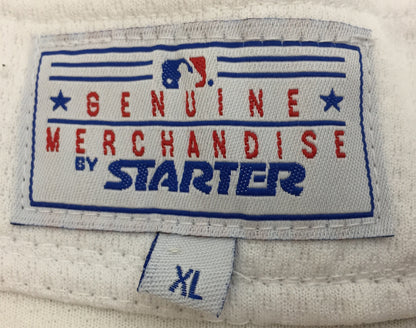 GENUINE
MERCHANDISE
BY STARTER
XL